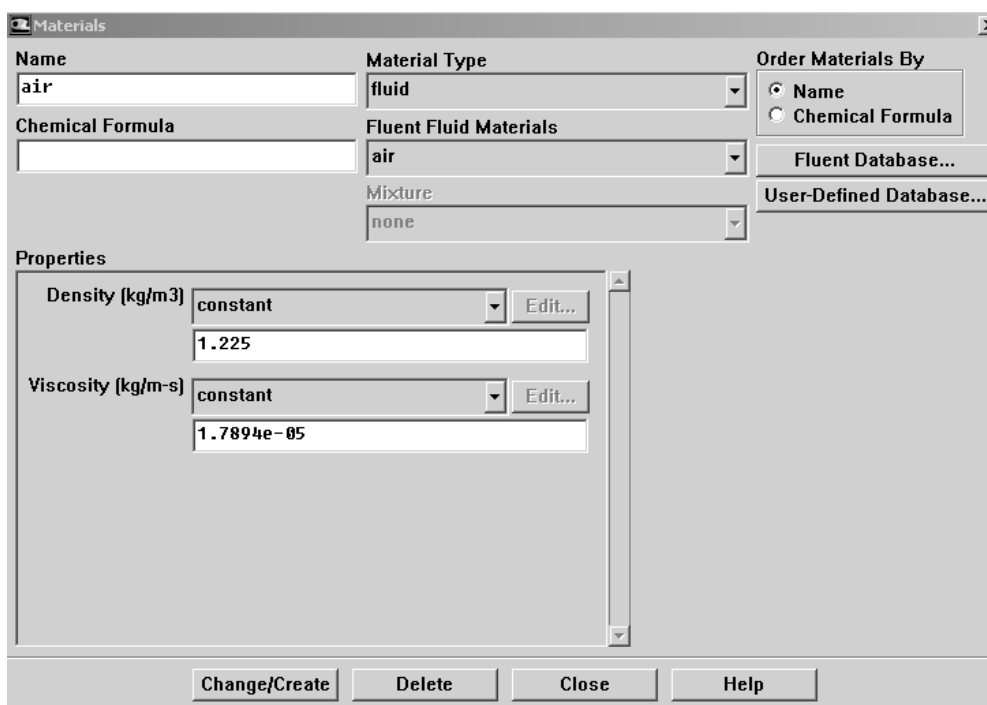 Materials
Name
air
Material Type
fluid
Order Materials By
Name
Chemical Formula
Chemical Formula
Fluent Fluid Materials
air
Fluent Database...
Mixture
none
User-Defined Database...
Properties
Density (kg/m3)
constant
Edit...
1.225
Viscosity (kg/m-s)
constant
Edit...
1.7894e-05
Change/Create
Delete
Close
Help